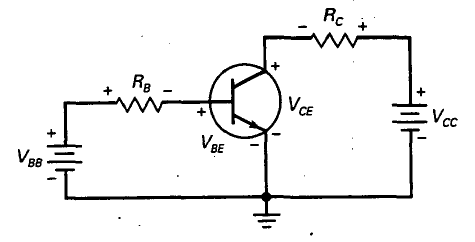 − R_C +
+ R_B −
+
V_CE
+
V_CC
−
+
V_BE
− −
+
V_BB
−